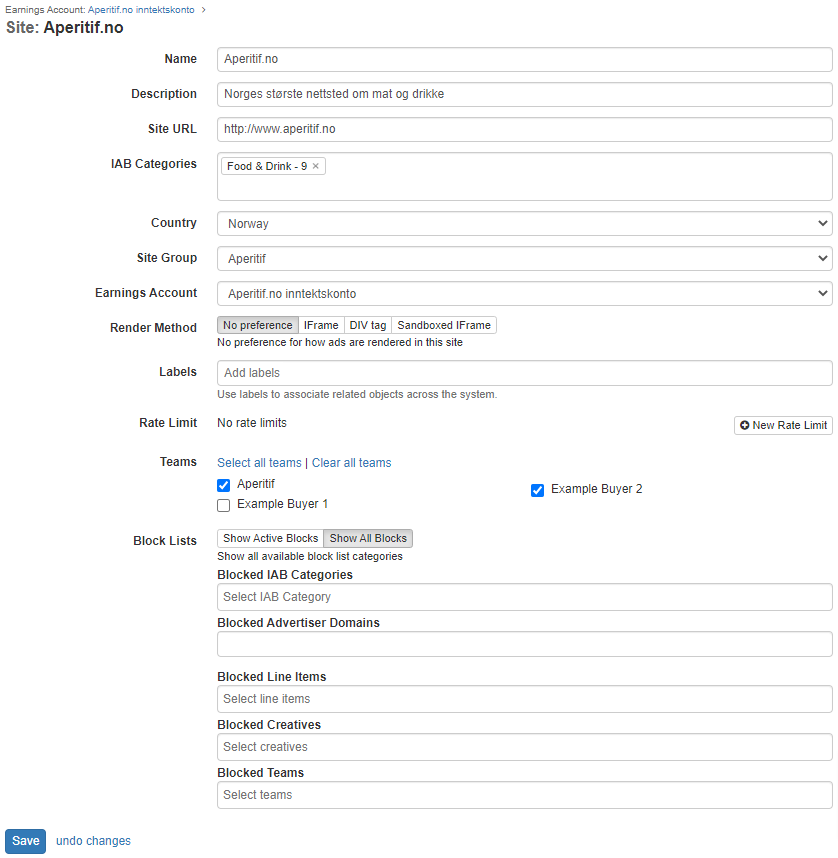 Earnings Account: Aperitif.no inntektskonto ›
Site: Aperitif.no
Name Aperitif.no
Description Norges største nettsted om mat og drikke
Site URL http://www.aperitif.no
IAB Categories Food & Drink - 9 ×
Country Norway
Site Group Aperitif
Earnings Account Aperitif.no inntektskonto
Render Method No preference IFrame DIV tag Sandboxed IFrame
No preference for how ads are rendered in this site
Labels Add labels
Use labels to associate related objects across the system.
Rate Limit No rate limits New Rate Limit
Teams Select all teams | Clear all teams
Aperitif Example Buyer 2
Example Buyer 1
Block Lists Show Active Blocks Show All Blocks
Show all available block list categories
Blocked IAB Categories
Select IAB Category
Blocked Advertiser Domains
Blocked Line Items
Select line items
Blocked Creatives
Select creatives
Blocked Teams
Select teams
Save undo changes